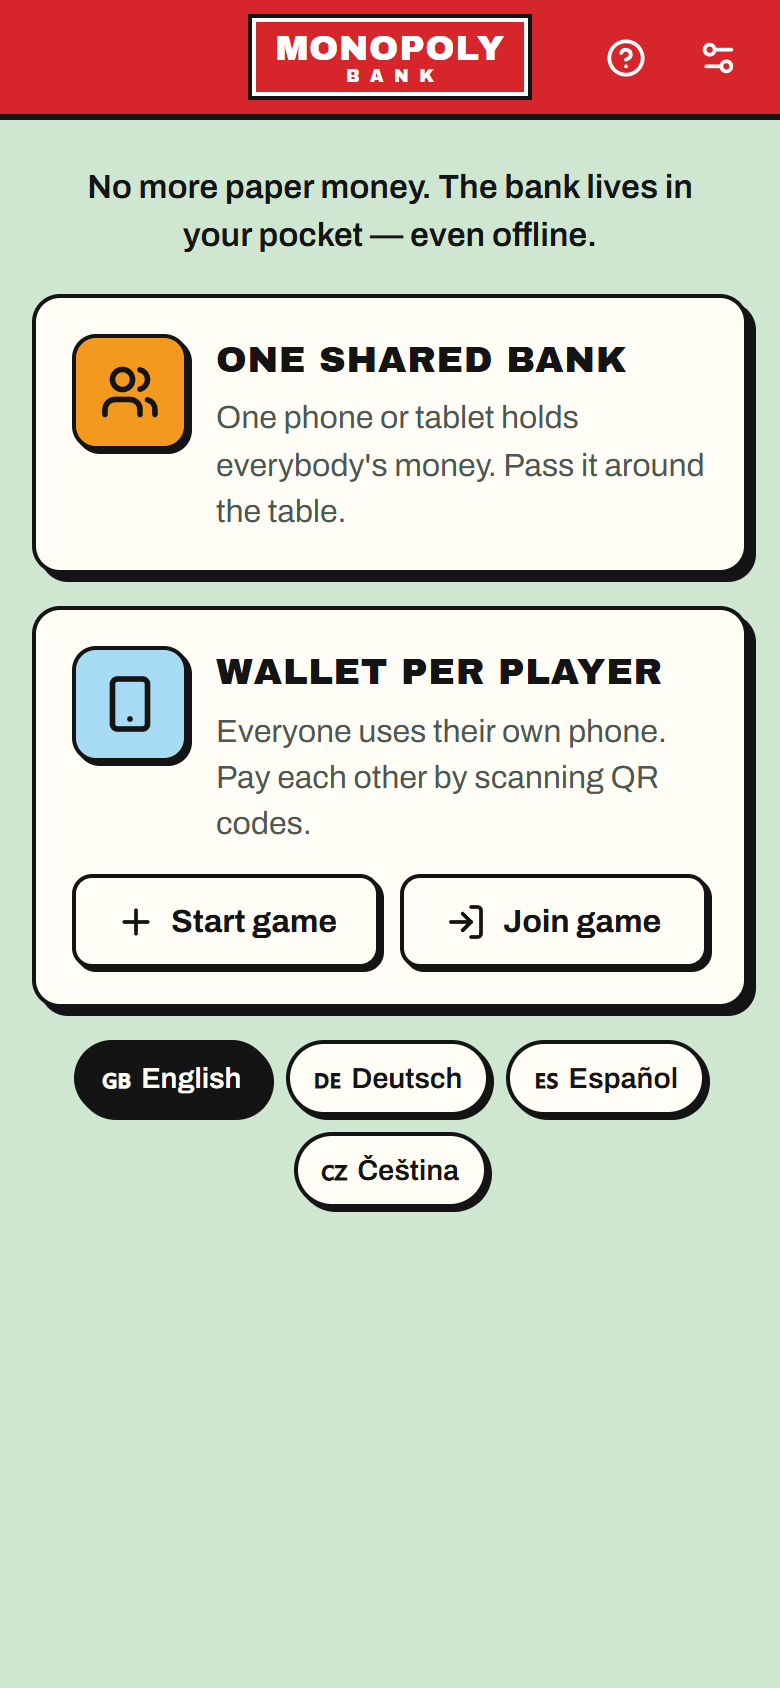 MONOPOLY
BANK
No more paper money. The bank lives in
your pocket — even offline.
ONE SHARED BANK
One phone or tablet holds
everybody's money. Pass it around
the table.
WALLET PER PLAYER
Everyone uses their own phone.
Pay each other by scanning QR
codes.
Start game
Join game
GB English
DE Deutsch
ES Español
CZ Čeština